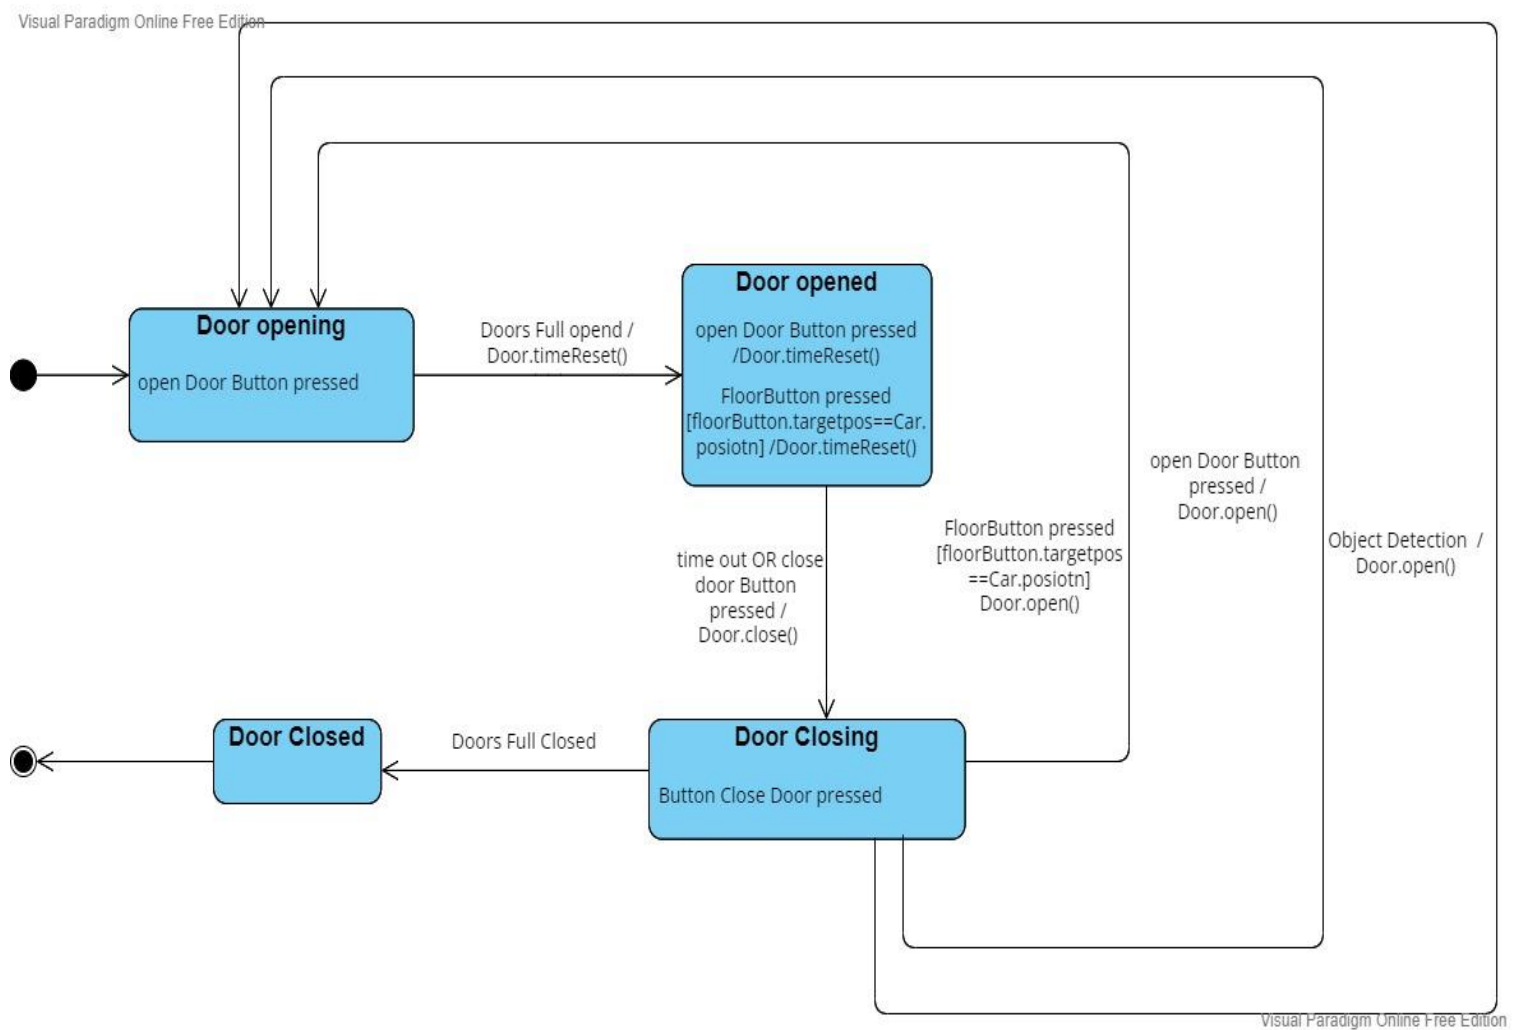 Visual Paradigm Online Free Edition
Door opening
open Door Button pressed
Doors Full opend /
Door.timeReset()
Door opened
open Door Button pressed
/Door.timeReset()
FloorButton pressed
[floorButton.targetpos==Car.
posiotn] /Door.timeReset()
time out OR close
door Button
pressed /
Door.close()
FloorButton pressed
[floorButton.targetpos
==Car.posiotn]
Door.open()
open Door Button
pressed /
Door.open()
Object Detection /
Door.open()
Door Closed
Doors Full Closed
Door Closing
Button Close Door pressed
Visual Paradigm Online Free Edition